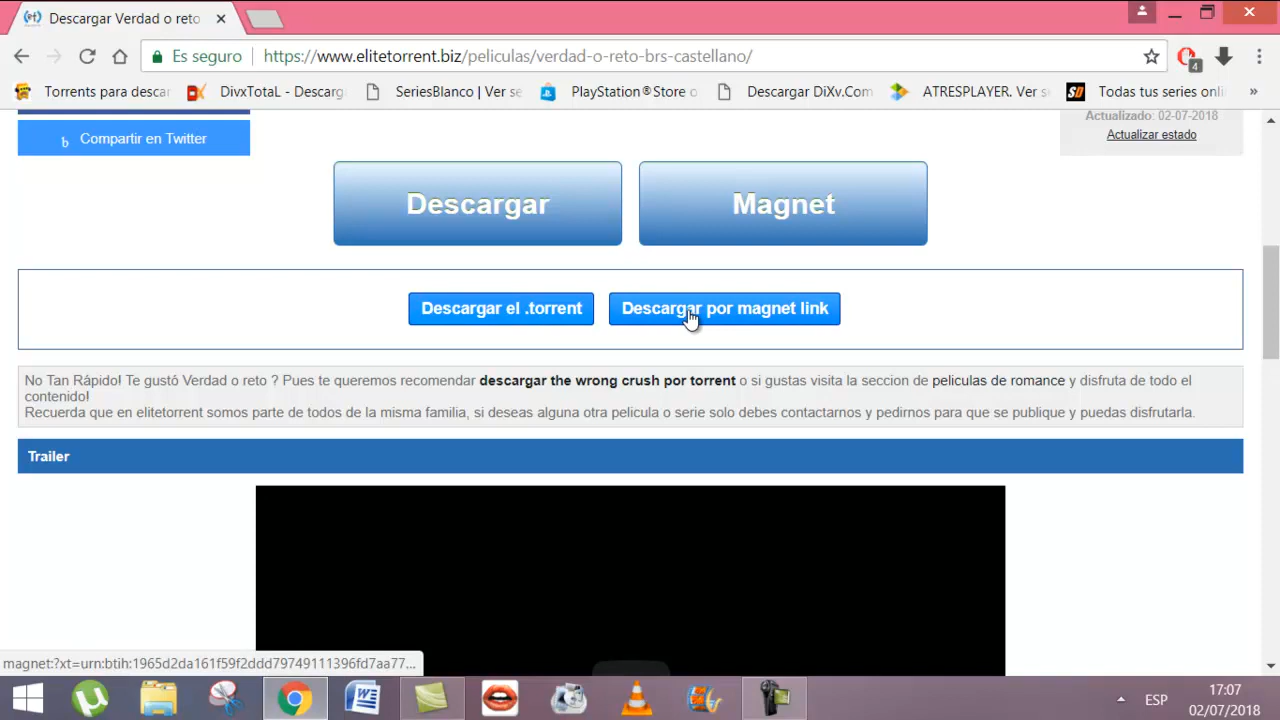 Descargar Verdad o reto
Es seguro
https://www.elitetorrent.biz/peliculas/verdad-o-reto-brs-castellano/
4
Torrents para descar
DivxTotaL - Descarg
SeriesBlanco | Ver se
PlayStation®Store o
Descargar DiXv.Com
ATRESPLAYER. Ver s
SD
Todas tus series onli
»
Actualizado: 02-07-2018
Compartir en Twitter
Actualizar estado
Descargar
Magnet
Descargar el .torrent
Descargar por magnet link
No Tan Rápido! Te gustó Verdad o reto ? Pues te queremos recomendar descargar the wrong crush por torrent o si gustas visita la seccion de peliculas de romance y disfruta de todo el
contenido!
Recuerda que en elitetorrent somos parte de todos de la misma familia, si deseas alguna otra pelicula o serie solo debes contactarnos y pedirnos para que se publique y puedas disfrutarla.
Trailer
magnet:?xt=urn:btih:1965d2da161f59f2ddd79749111396fd7aa77...
ESP
17:07
02/07/2018